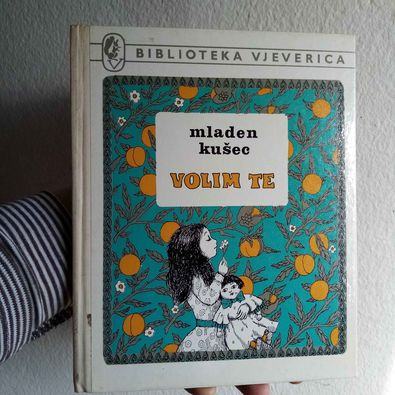 BIBLIOTEKA VJEVERICA
mladen
kušec
VOLIM TE